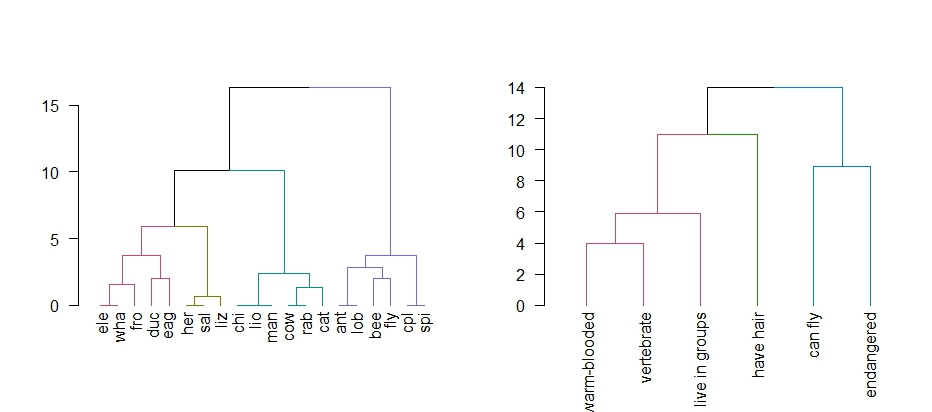 15
10
5
0
ele
wha
fro
duc
eag
her
sal
liz
chi
lio
man
cow
rab
cat
ant
lob
bee
fly
cpl
spi
14
12
10
8
6
4
2
0
warm-blooded
vertebrate
live in groups
have hair
can fly
endangered